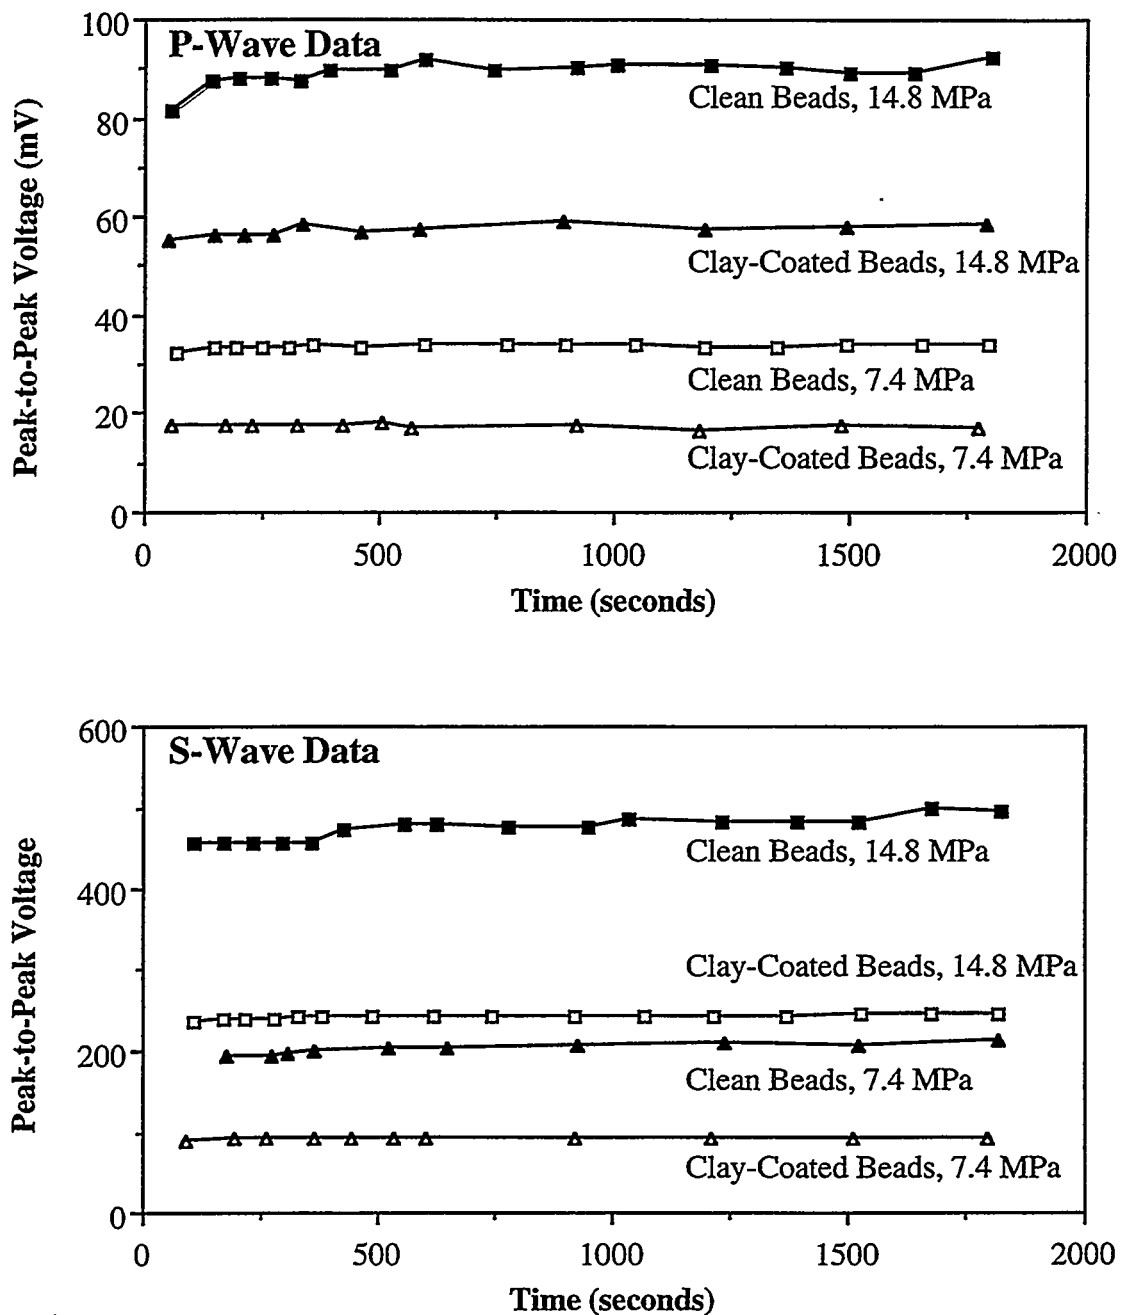 P-Wave Data
Peak-to-Peak Voltage (mV)
100
80
60
40
20
0
Clean Beads, 14.8 MPa
Clay-Coated Beads, 14.8 MPa
Clean Beads, 7.4 MPa
Clay-Coated Beads, 7.4 MPa
0 500 1000 1500 2000
Time (seconds)
S-Wave Data
Peak-to-Peak Voltage
600
400
200
0
Clean Beads, 14.8 MPa
Clay-Coated Beads, 14.8 MPa
Clean Beads, 7.4 MPa
Clay-Coated Beads, 7.4 MPa
0 500 1000 1500 2000
Time (seconds)